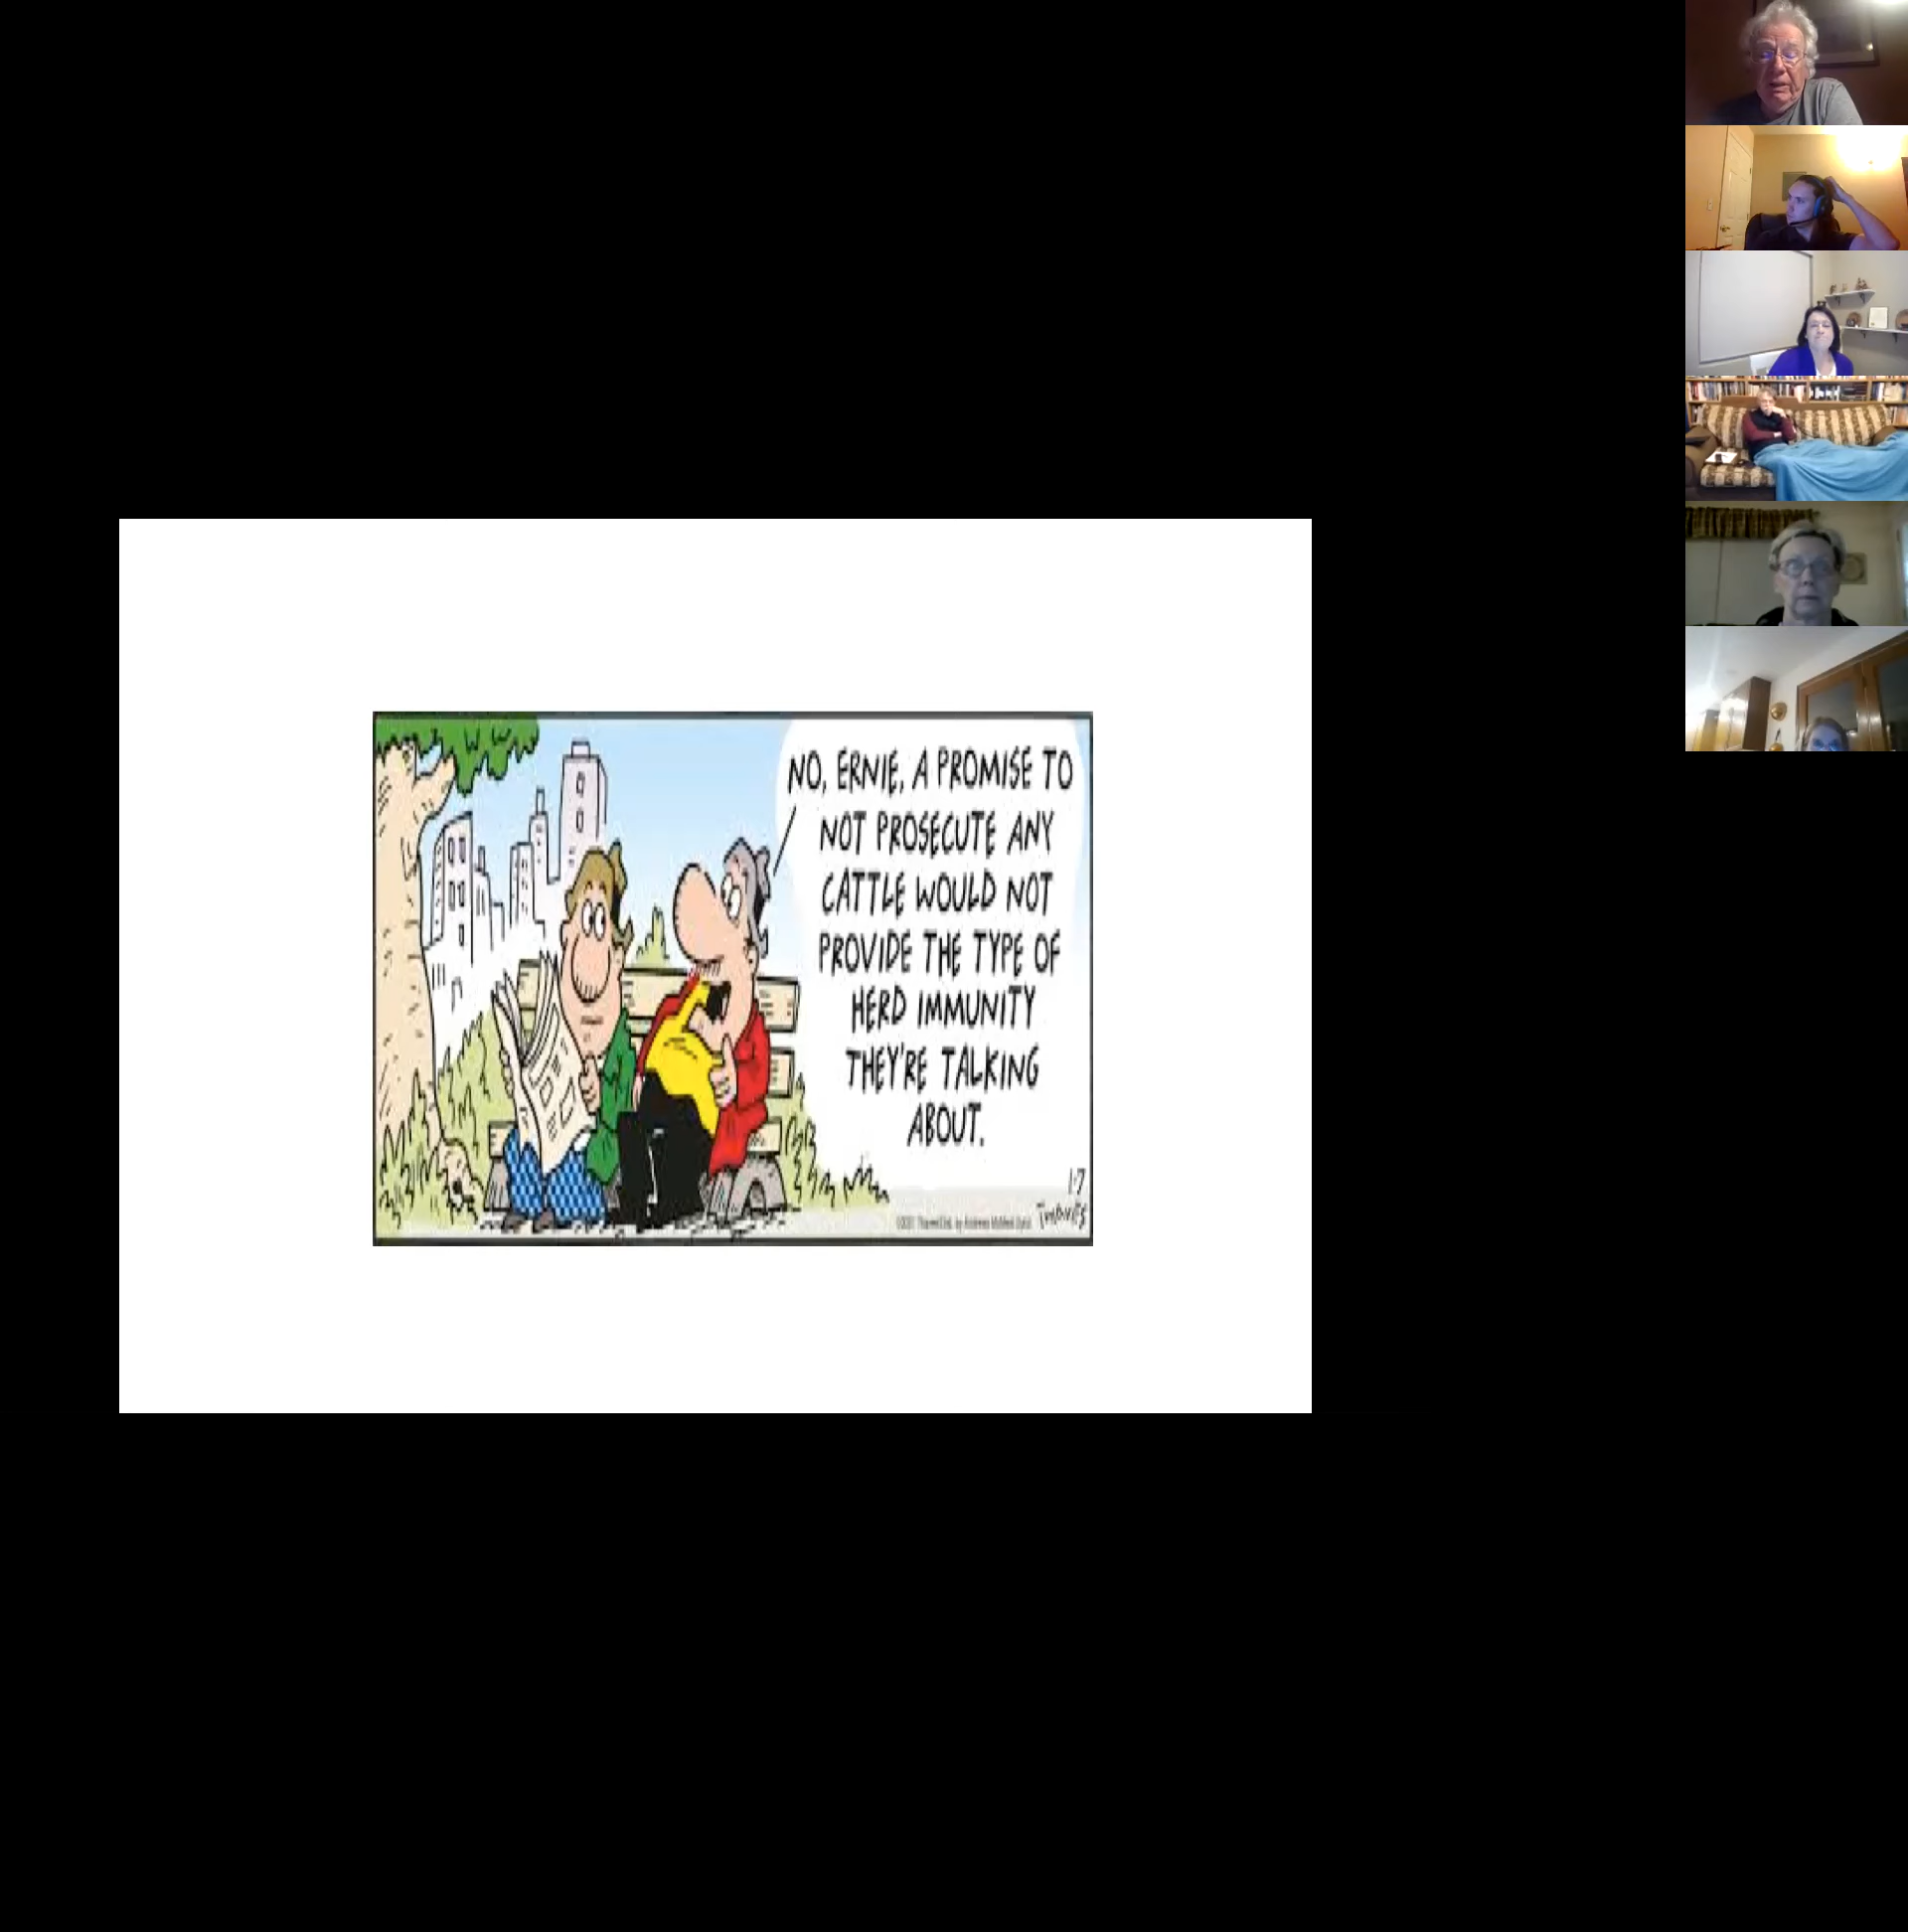 NO, ERNIE, A PROMISE TO
NOT PROSECUTE ANY
CATTLE WOULD NOT
PROVIDE THE TYPE OF
HERD IMMUNITY
THEY'RE TALKING
ABOUT.
1·7
THAVES